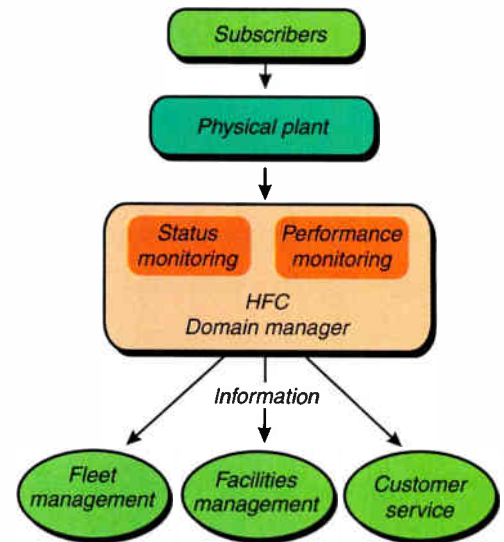 Subscribers
Physical plant
Status
monitoring
Performance
monitoring
HFC
Domain manager
Information
Fleet
management
Facilities
management
Customer
service